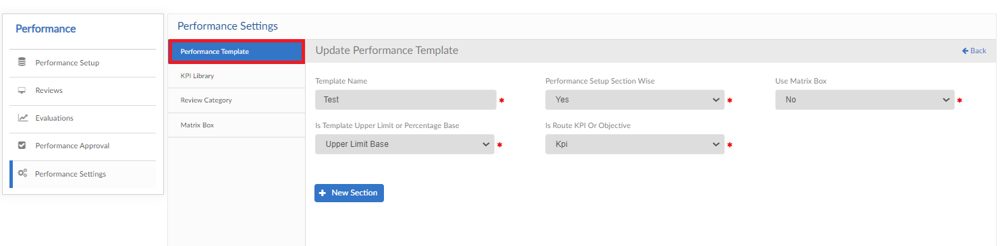 Performance
Performance Setup
Reviews
Evaluations
Performance Approval
Performance Settings
Performance Settings
Performance Template
KPI Library
Review Category
Matrix Box
Update Performance Template
Back
Template Name
Performance Setup Section Wise
Use Matrix Box
Test *
Yes *
No *
Is Template Upper Limit or Percentage Base
Is Route KPI Or Objective
Upper Limit Base *
Kpi *
+ New Section